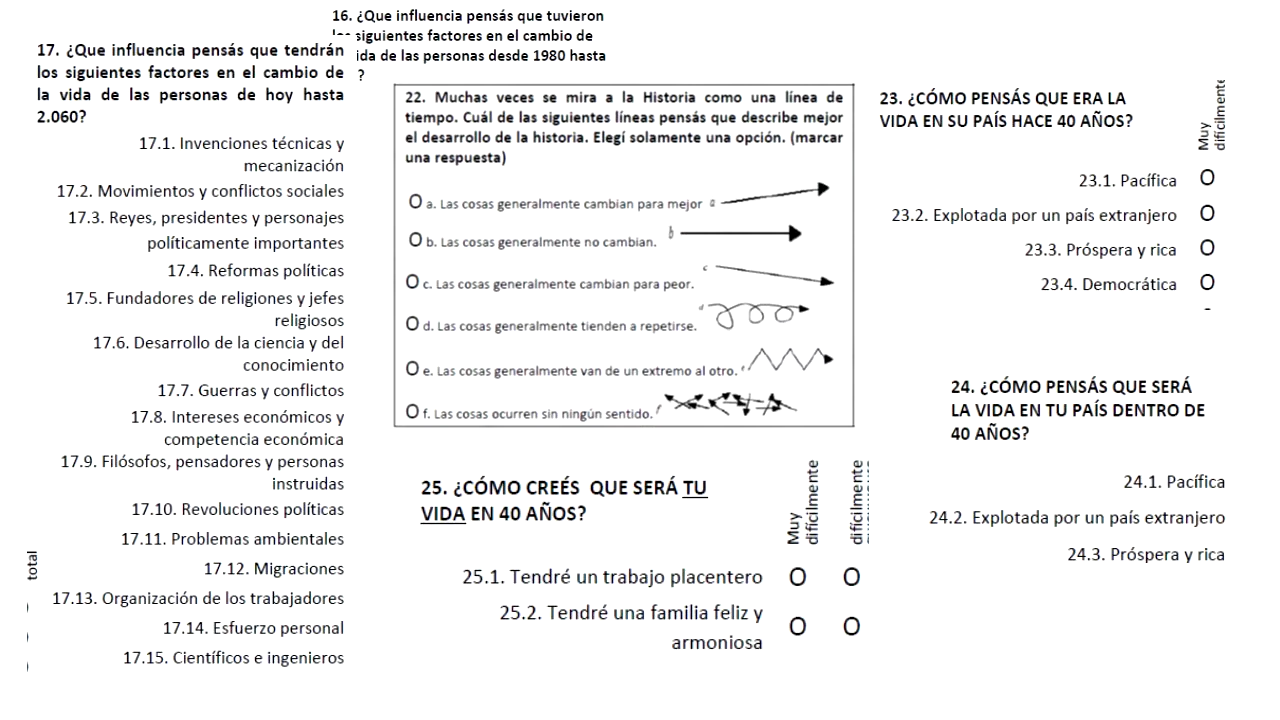 16. ¿Que influencia pensás que tuvieron
siguientes factores en el cambio de
ida de las personas desde 1980 hasta
?
17. ¿Que influencia pensás que tendrán
los siguientes factores en el cambio de
la vida de las personas de hoy hasta
2.060?
17.1. Invenciones técnicas y
mecanización
17.2. Movimientos y conflictos sociales
17.3. Reyes, presidentes y personajes
políticamente importantes
17.4. Reformas políticas
17.5. Fundadores de religiones y jefes
religiosos
17.6. Desarrollo de la ciencia y del
conocimiento
17.7. Guerras y conflictos
17.8. Intereses económicos y
competencia económica
17.9. Filósofos, pensadores y personas
instruidas
17.10. Revoluciones políticas
17.11. Problemas ambientales
17.12. Migraciones
17.13. Organización de los trabajadores
17.14. Esfuerzo personal
17.15. Científicos e ingenieros
total
22. Muchas veces se mira a la Historia como una línea de
tiempo. Cuál de las siguientes líneas pensás que describe mejor
el desarrollo de la historia. Elegí solamente una opción. (marcar
una respuesta)
O a. Las cosas generalmente cambian para mejor a
O b. Las cosas generalmente no cambian. b
O c. Las cosas generalmente cambian para peor. c
O d. Las cosas generalmente tienden a repetirse. d
O e. Las cosas generalmente van de un extremo al otro. e
O f. Las cosas ocurren sin ningún sentido. f
23. ¿CÓMO PENSÁS QUE ERA LA
VIDA EN SU PAÍS HACE 40 AÑOS?
Muy
difícilmente
23.1. Pacífica O
23.2. Explotada por un país extranjero O
23.3. Próspera y rica O
23.4. Democrática O
24. ¿CÓMO PENSÁS QUE SERÁ
LA VIDA EN TU PAÍS DENTRO DE
40 AÑOS?
24.1. Pacífica
24.2. Explotada por un país extranjero
24.3. Próspera y rica
25. ¿CÓMO CREÉS QUE SERÁ TU
VIDA EN 40 AÑOS?
Muy
difícilmente
difícilmente
25.1. Tendré un trabajo placentero O O
25.2. Tendré una familia feliz y
armoniosa O O